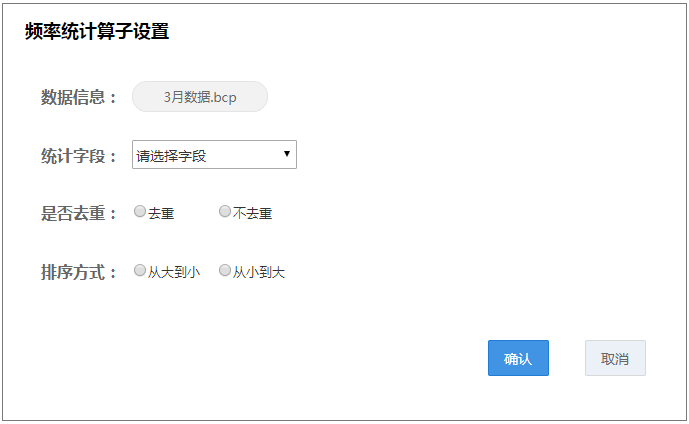 频率统计算子设置
数据信息： 3月数据.bcp
统计字段： 请选择字段
是否去重： 去重 不去重
排序方式： 从大到小 从小到大
确认 取消